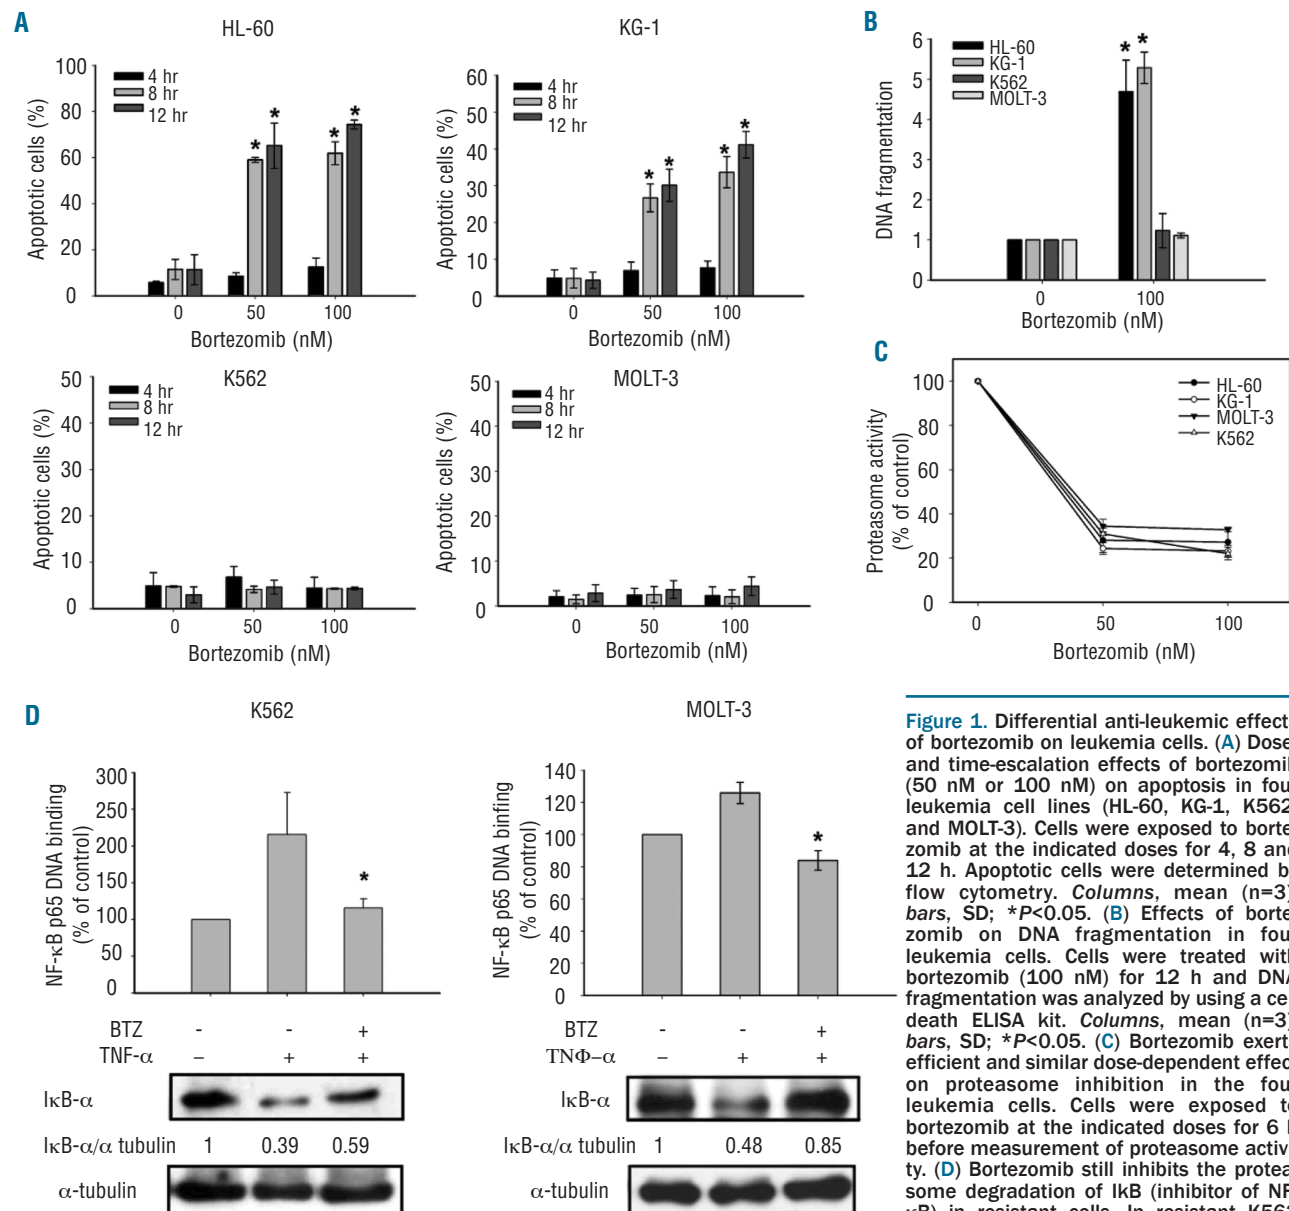 A
HL-60
100
80
60
40
20
0
Apoptotic cells (%)
4 hr
8 hr
12 hr
* * * *
0 50 100
Bortezomib (nM)
KG-1
60
50
40
30
20
10
0
Apoptotic cells (%)
4 hr
8 hr
12 hr
* * * *
0 50 100
Bortezomib (nM)
K562
50
40
30
20
10
0
Apoptotic cells (%)
4 hr
8 hr
12 hr
0 50 100
Bortezomib (nM)
MOLT-3
50
40
30
20
10
0
Apoptotic cells (%)
4 hr
8 hr
12 hr
0 50 100
Bortezomib (nM)
B
6
5
4
3
2
1
0
DNA fragmentation
HL-60
KG-1
K562
MOLT-3
* *
0 100
Bortezomib (nM)
C
100
80
60
40
20
0
Proteasome activity
(% of control)
HL-60
KG-1
MOLT-3
K562
0 50 100
Bortezomib (nM)
D
K562
300
250
200
150
100
50
0
NF-κB p65 DNA binding
(% of control)
*
BTZ - - +
TNF-α – + +
IκB-α
IκB-α/α tubulin 1 0.39 0.59
α-tubulin
MOLT-3
140
120
100
80
60
40
20
0
NF-κB p65 DNA binfing
(% of control)
*
BTZ - - +
TNΦ–α – + +
IκB-α
IκB-α/α tubulin 1 0.48 0.85
α-tubulin
Figure 1. Differential anti-leukemic effect
of bortezomib on leukemia cells. (A) Dose
and time-escalation effects of bortezomib
(50 nM or 100 nM) on apoptosis in fou
leukemia cell lines (HL-60, KG-1, K562
and MOLT-3). Cells were exposed to borte
zomib at the indicated doses for 4, 8 and
12 h. Apoptotic cells were determined b
flow cytometry. Columns, mean (n=3)
bars, SD; *P<0.05. (B) Effects of borte
zomib on DNA fragmentation in fou
leukemia cells. Cells were treated with
bortezomib (100 nM) for 12 h and DNA
fragmentation was analyzed by using a cel
death ELISA kit. Columns, mean (n=3)
bars, SD; *P<0.05. (C) Bortezomib exert
efficient and similar dose-dependent effec
on proteasome inhibition in the fou
leukemia cells. Cells were exposed to
bortezomib at the indicated doses for 6 h
before measurement of proteasome activi
ty. (D) Bortezomib still inhibits the protea
some degradation of IkB (inhibitor of NF
κB) in resistant cells. In resistant K562